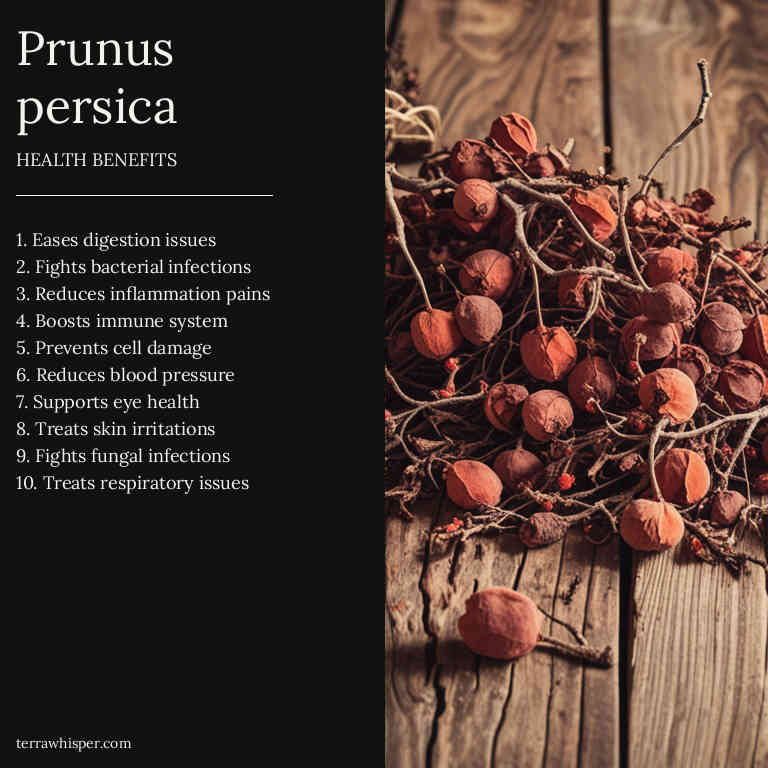 Prunus
persica
HEALTH BENEFITS
1. Eases digestion issues
2. Fights bacterial infections
3. Reduces inflammation pains
4. Boosts immune system
5. Prevents cell damage
6. Reduces blood pressure
7. Supports eye health
8. Treats skin irritations
9. Fights fungal infections
10. Treats respiratory issues
terrawhisper.com